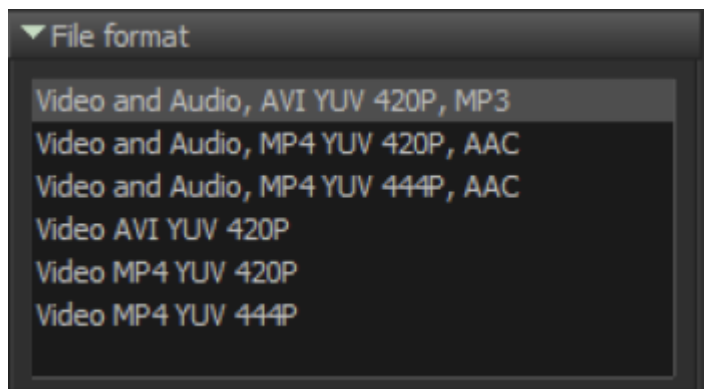 File format
Video and Audio, AVI YUV 420P, MP3
Video and Audio, MP4 YUV 420P, AAC
Video and Audio, MP4 YUV 444P, AAC
Video AVI YUV 420P
Video MP4 YUV 420P
Video MP4 YUV 444P